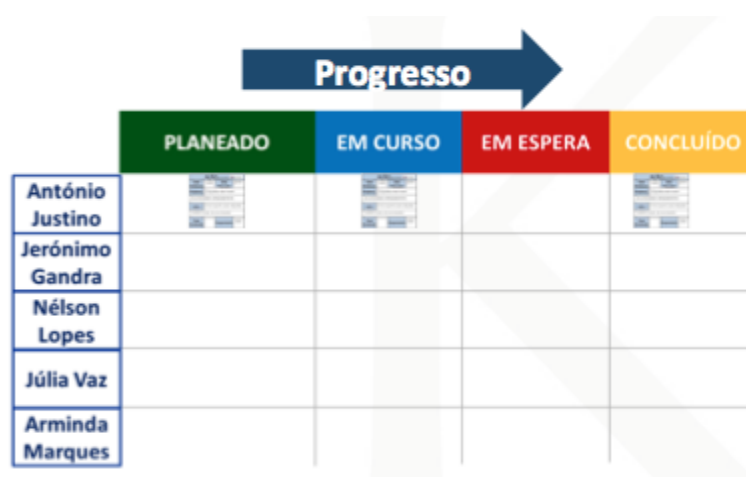 Progresso
PLANEADO EM CURSO EM ESPERA CONCLUÍDO
António
Justino
Jerónimo
Gandra
Nélson
Lopes
Júlia Vaz
Arminda
Marques